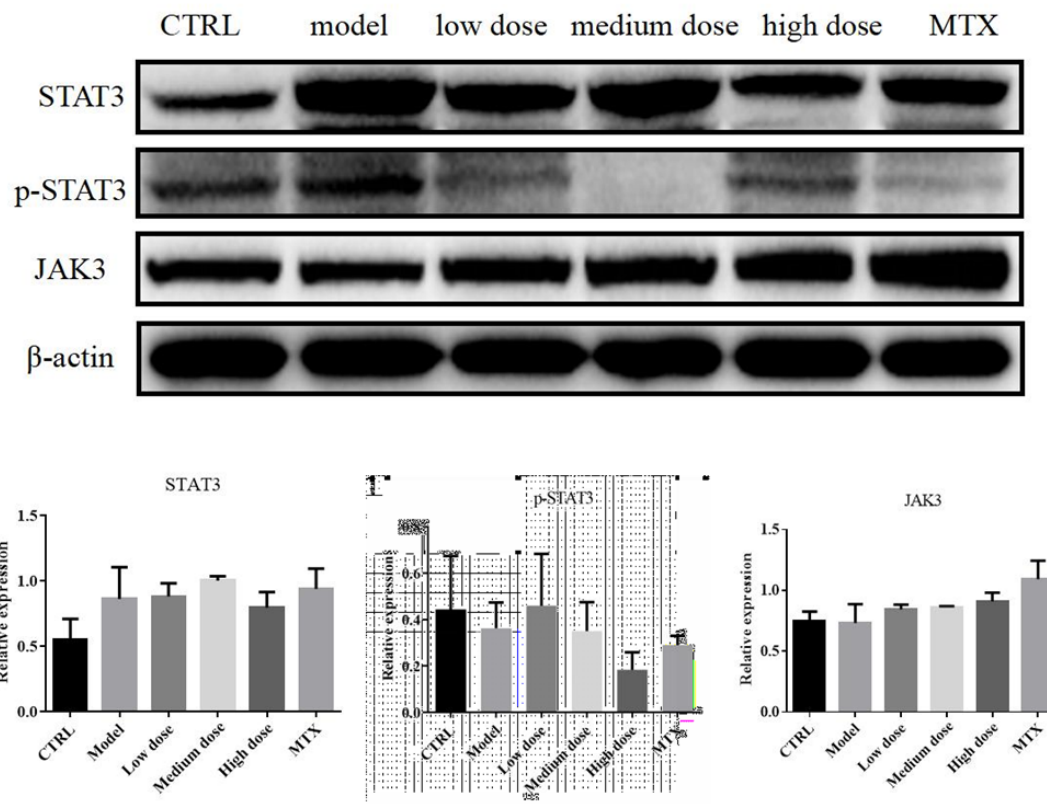 CTRL model low dose medium dose high dose MTX
STAT3
p-STAT3
JAK3
β-actin
STAT3
Relative expression
1.5
1.0
0.5
0.0
CTRL
Model
Low dose
Medium dose
High dose
MTX
p-STAT3
Relative expressions
0.6
0.4
0.2
0.0
CTRL
Model
Low dose
Medium dose
High dose
MTX
JAK3
Relative expression
1.5
1.0
0.5
0.0
CTRL
Model
Low dose
Medium dose
High dose
MTX